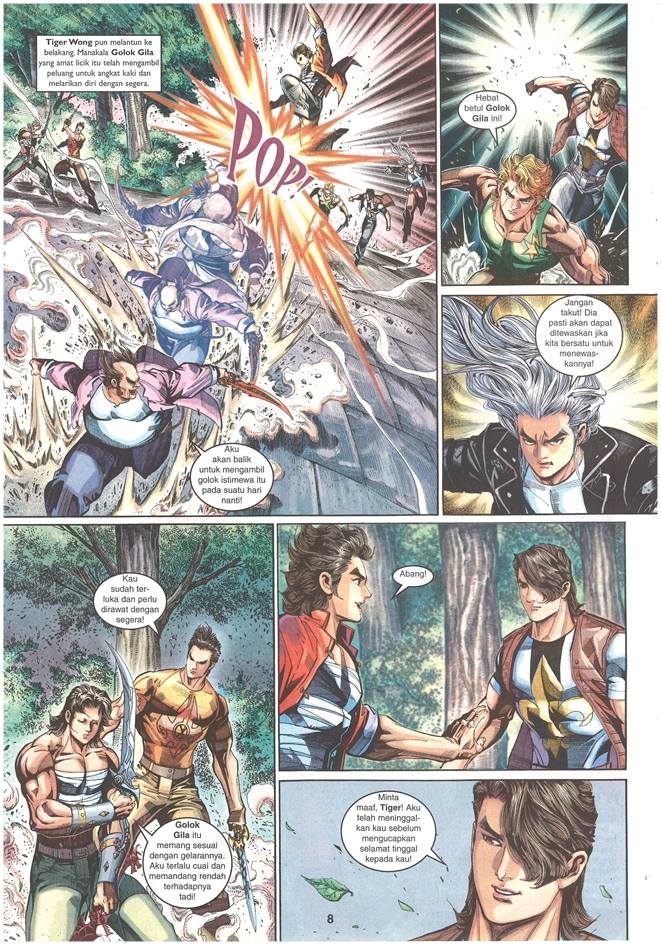 Tiger Wong pun melantun ke
belakang. Manakala Golok Gila
yang amat licik itu telah mengambil
peluang untuk angkat kaki dan
melarikan diri dengan segera.
POP!
Aku
akan balik
untuk mengambil
golok istimewa itu
pada suatu hari
nanti!
Hebat
betul Golok
Gila ini!
Jangan
takut! Dia
pasti akan dapat
ditewaskan jika
kita bersatu untuk
menewas-
kannya!
Kau
sudah ter-
luka dan perlu
dirawat dengan
segera!
Golok
Gila itu
memang sesuai
dengan gelarannya.
Aku terlalu cuai dan
memandang rendah
terhadapnya
tadi!
Abang!
Minta
maaf, Tiger! Aku
telah meninggal-
kan kau sebelum
mengucapkan
selamat tinggal
kepada kau!
8